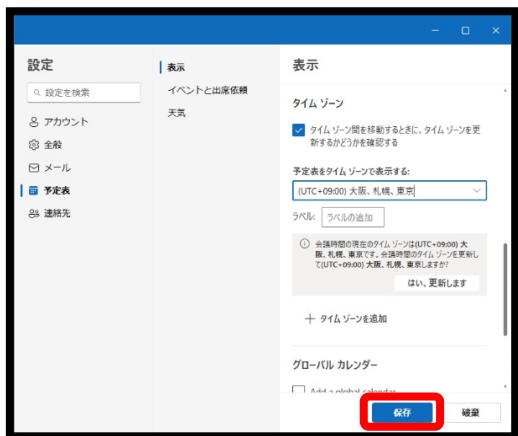 設定
設定を検索
アカウント
全般
メール
予定表
連絡先
表示
イベントと出席依頼
天気
表示
タイム ゾーン
タイム ゾーン間を移動するときに、タイム ゾーンを更
新するかどうかを確認する
予定表をタイム ゾーンで表示する:
(UTC+09:00) 大阪、札幌、東京
ラベル: ラベルの追加
会議時間の現在のタイム ゾーンは(UTC+09:00) 大
阪、札幌、東京です。会議時間のタイム ゾーンを更新し
て(UTC+09:00) 大阪、札幌、東京しますか?
はい、更新します
タイム ゾーンを追加
グローバル カレンダー
Add a global calendar
保存 破棄